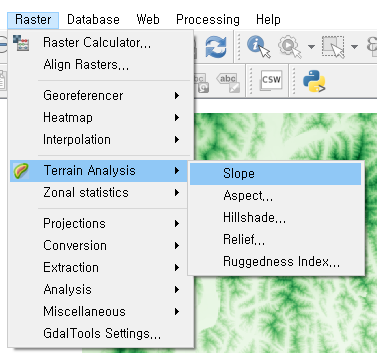 Raster Database Web Processing Help
Raster Calculator...
Align Rasters...
Georeferencer
Heatmap
Interpolation
Terrain Analysis
Zonal statistics
Projections
Conversion
Extraction
Analysis
Miscellaneous
GdalTools Settings...
Slope
Aspect...
Hillshade...
Relief...
Ruggedness Index...
abc
CSW